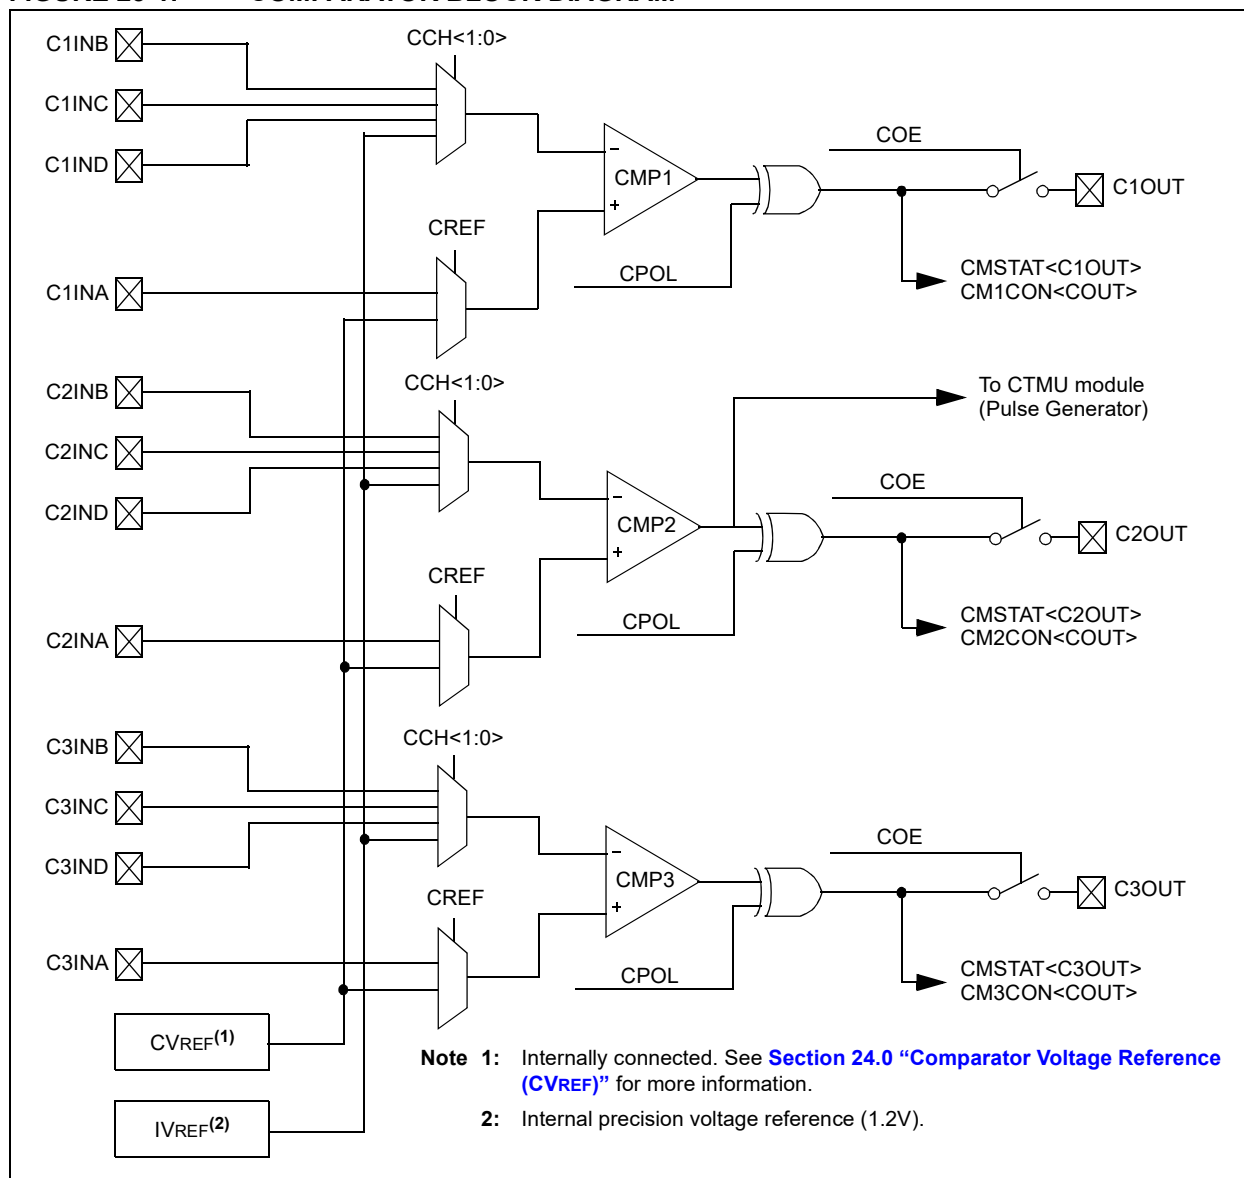 C1INB
CCH<1:0>
C1INC
C1IND
COE
CMP1
C1OUT
CREF
CPOL
C1INA
CMSTAT<C1OUT>
CM1CON<COUT>
C2INB
CCH<1:0>
To CTMU module
(Pulse Generator)
C2INC
C2IND
COE
CMP2
C2OUT
CREF
CPOL
C2INA
CMSTAT<C2OUT>
CM2CON<COUT>
C3INB
CCH<1:0>
C3INC
C3IND
COE
CMP3
C3OUT
CREF
CPOL
C3INA
CMSTAT<C3OUT>
CM3CON<COUT>
CVREF(1)
Note 1: Internally connected. See Section 24.0 “Comparator Voltage Reference
(CVREF)” for more information.
IVREF(2)
2: Internal precision voltage reference (1.2V).